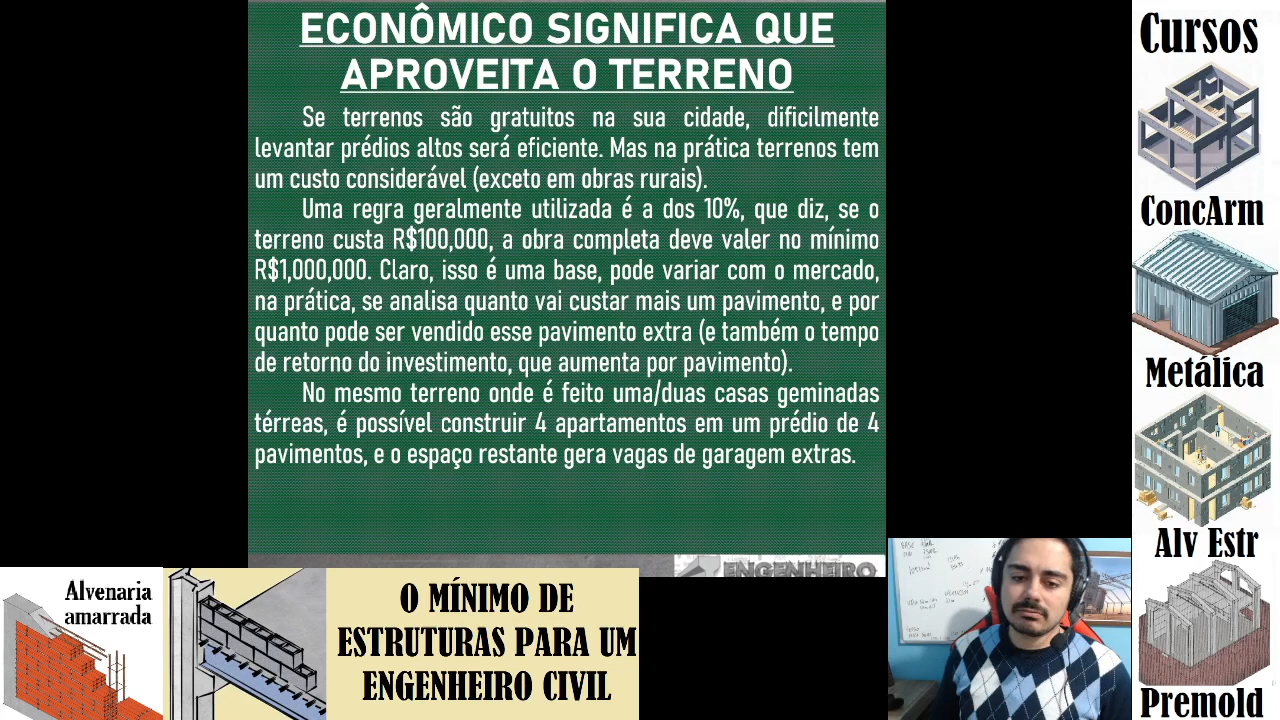 ECONÔMICO SIGNIFICA QUE
APROVEITA O TERRENO
Se terrenos são gratuitos na sua cidade, dificilmente
levantar prédios altos será eficiente. Mas na prática terrenos tem
um custo considerável (exceto em obras rurais).
Uma regra geralmente utilizada é a dos 10%, que diz, se o
terreno custa R$100,000, a obra completa deve valer no mínimo
R$1,000,000. Claro, isso é uma base, pode variar com o mercado,
na prática, se analisa quanto vai custar mais um pavimento, e por
quanto pode ser vendido esse pavimento extra (e também o tempo
de retorno do investimento, que aumenta por pavimento).
No mesmo terreno onde é feito uma/duas casas geminadas
térreas, é possível construir 4 apartamentos em um prédio de 4
pavimentos, e o espaço restante gera vagas de garagem extras.
ENGENHEIRO
Alvenaria
amarrada
O MÍNIMO DE
ESTRUTURAS PARA UM
ENGENHEIRO CIVIL
Cursos
ConcArm
Metálica
Alv Estr
Premold